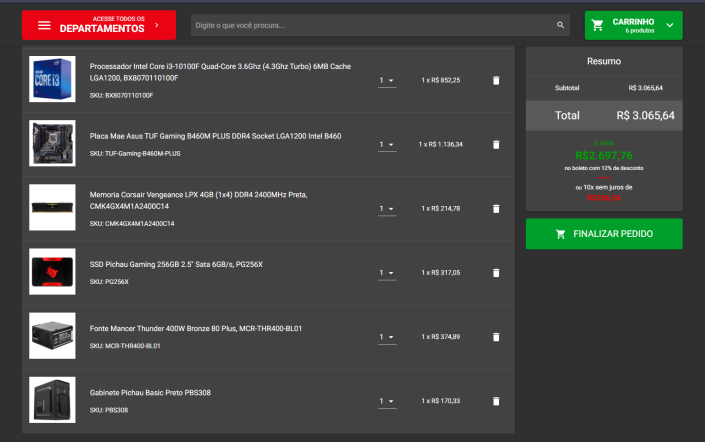 ACESSE TODOS OS
DEPARTAMENTOS
Digite o que você procura...
CARRINHO
6 produtos
Processador Intel Core i3-10100F Quad-Core 3.6Ghz (4.3Ghz Turbo) 6MB Cache
LGA1200, BX8070110100F
SKU: BX8070110100F
1
1 x R$ 852,25
Placa Mae Asus TUF Gaming B460M PLUS DDR4 Socket LGA1200 Intel B460
SKU: TUF-Gaming-B460M-PLUS
1
1 x R$ 1.136,34
Memoria Corsair Vengeance LPX 4GB (1x4) DDR4 2400MHz Preta,
CMK4GX4M1A2400C14
SKU: CMK4GX4M1A2400C14
1
1 x R$ 214,78
SSD Pichau Gaming 256GB 2.5" Sata 6GB/s, PG256X
SKU: PG256X
1
1 x R$ 317,05
Fonte Mancer Thunder 400W Bronze 80 Plus, MCR-THR400-BL01
SKU: MCR-THR400-BL01
1
1 x R$ 374,89
Gabinete Pichau Basic Preto PBS308
SKU: PBS308
1
1 x R$ 170,33
Resumo
Subtotal R$ 3.065,64
Total R$ 3.065,64
à vista
R$2.697,76
no boleto com 12% de desconto
ou 10x sem juros de
FINALIZAR PEDIDO
CORE i3